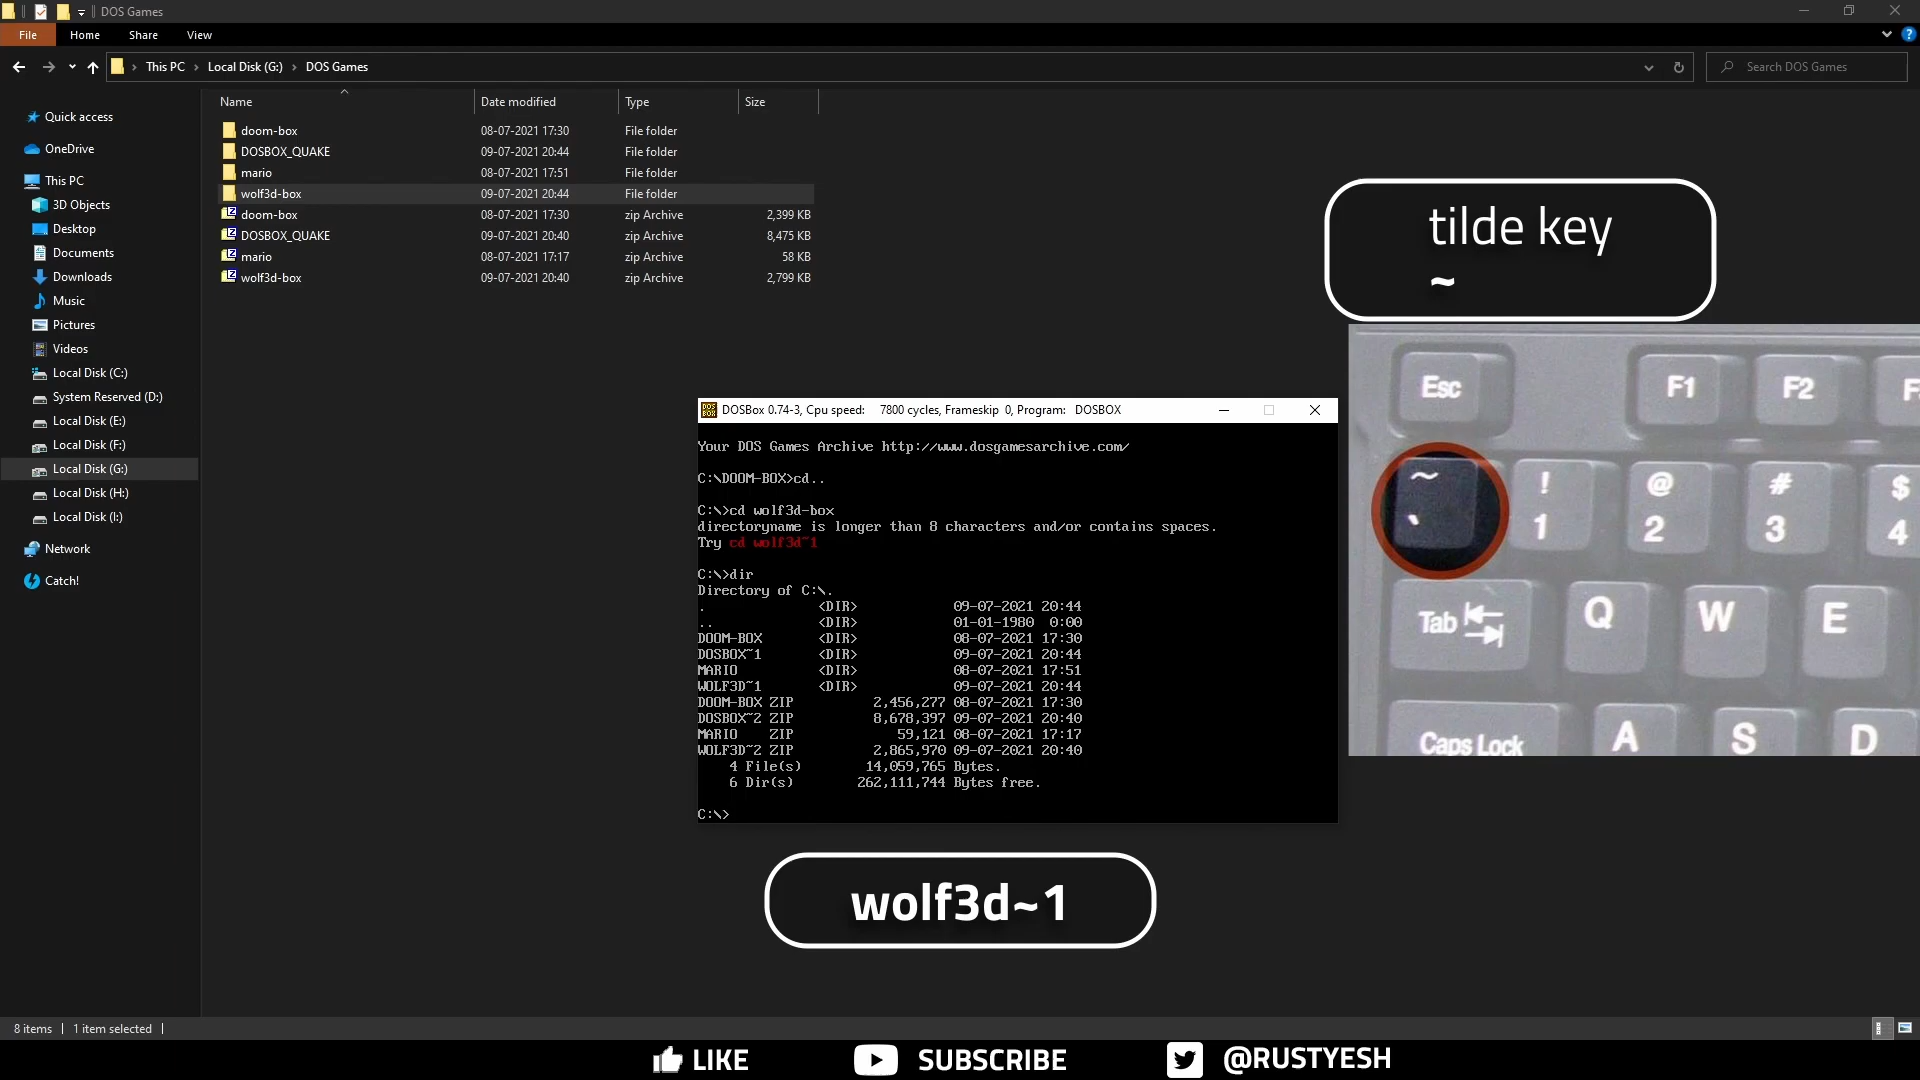 DOS Games
File Home Share View
This PC Local Disk (G:) DOS Games
Search DOS Games
Quick access
OneDrive
This PC
3D Objects
Desktop
Documents
Downloads
Music
Pictures
Videos
Local Disk (C:)
System Reserved (D:)
Local Disk (E:)
Local Disk (F:)
Local Disk (G:)
Local Disk (H:)
Local Disk (I:)
Network
Catch!
Name Date modified Type Size
doom-box 08-07-2021 17:30 File folder
DOSBOX_QUAKE 09-07-2021 20:44 File folder
mario 08-07-2021 17:51 File folder
wolf3d-box 09-07-2021 20:44 File folder
doom-box 08-07-2021 17:30 zip Archive 2,399 KB
DOSBOX_QUAKE 09-07-2021 20:40 zip Archive 8,475 KB
mario 08-07-2021 17:17 zip Archive 58 KB
wolf3d-box 09-07-2021 20:40 zip Archive 2,799 KB
tilde key
~
Esc F1 F2 F
~ ` ! 1 @ 2 # 3 $ 4
Tab Q W E
Caps Lock A S D
DOSBox 0.74-3, Cpu speed: 7800 cycles, Frameskip 0, Program: DOSBOX
Your DOS Games Archive http://www.dosgamesarchive.com/
C:\DOOM-BOX>cd..
C:\>cd wolf3d-box
directoryname is longer than 8 characters and/or contains spaces.
Try cd wolf3d~1
C:\>dir
Directory of C:\.
. <DIR> 09-07-2021 20:44
.. <DIR> 01-01-1980 0:00
DOOM-BOX <DIR> 08-07-2021 17:30
DOSBOX~1 <DIR> 09-07-2021 20:44
MARIO <DIR> 08-07-2021 17:51
WOLF3D~1 <DIR> 09-07-2021 20:44
DOOM-BOX ZIP 2,456,277 08-07-2021 17:30
DOSBOX~2 ZIP 8,678,397 09-07-2021 20:40
MARIO ZIP 59,121 08-07-2021 17:17
WOLF3D~2 ZIP 2,865,970 09-07-2021 20:40
4 File(s) 14,059,765 Bytes.
6 Dir(s) 262,111,744 Bytes free.
C:\>
wolf3d~1
8 items 1 item selected
LIKE SUBSCRIBE @RUSTYESH